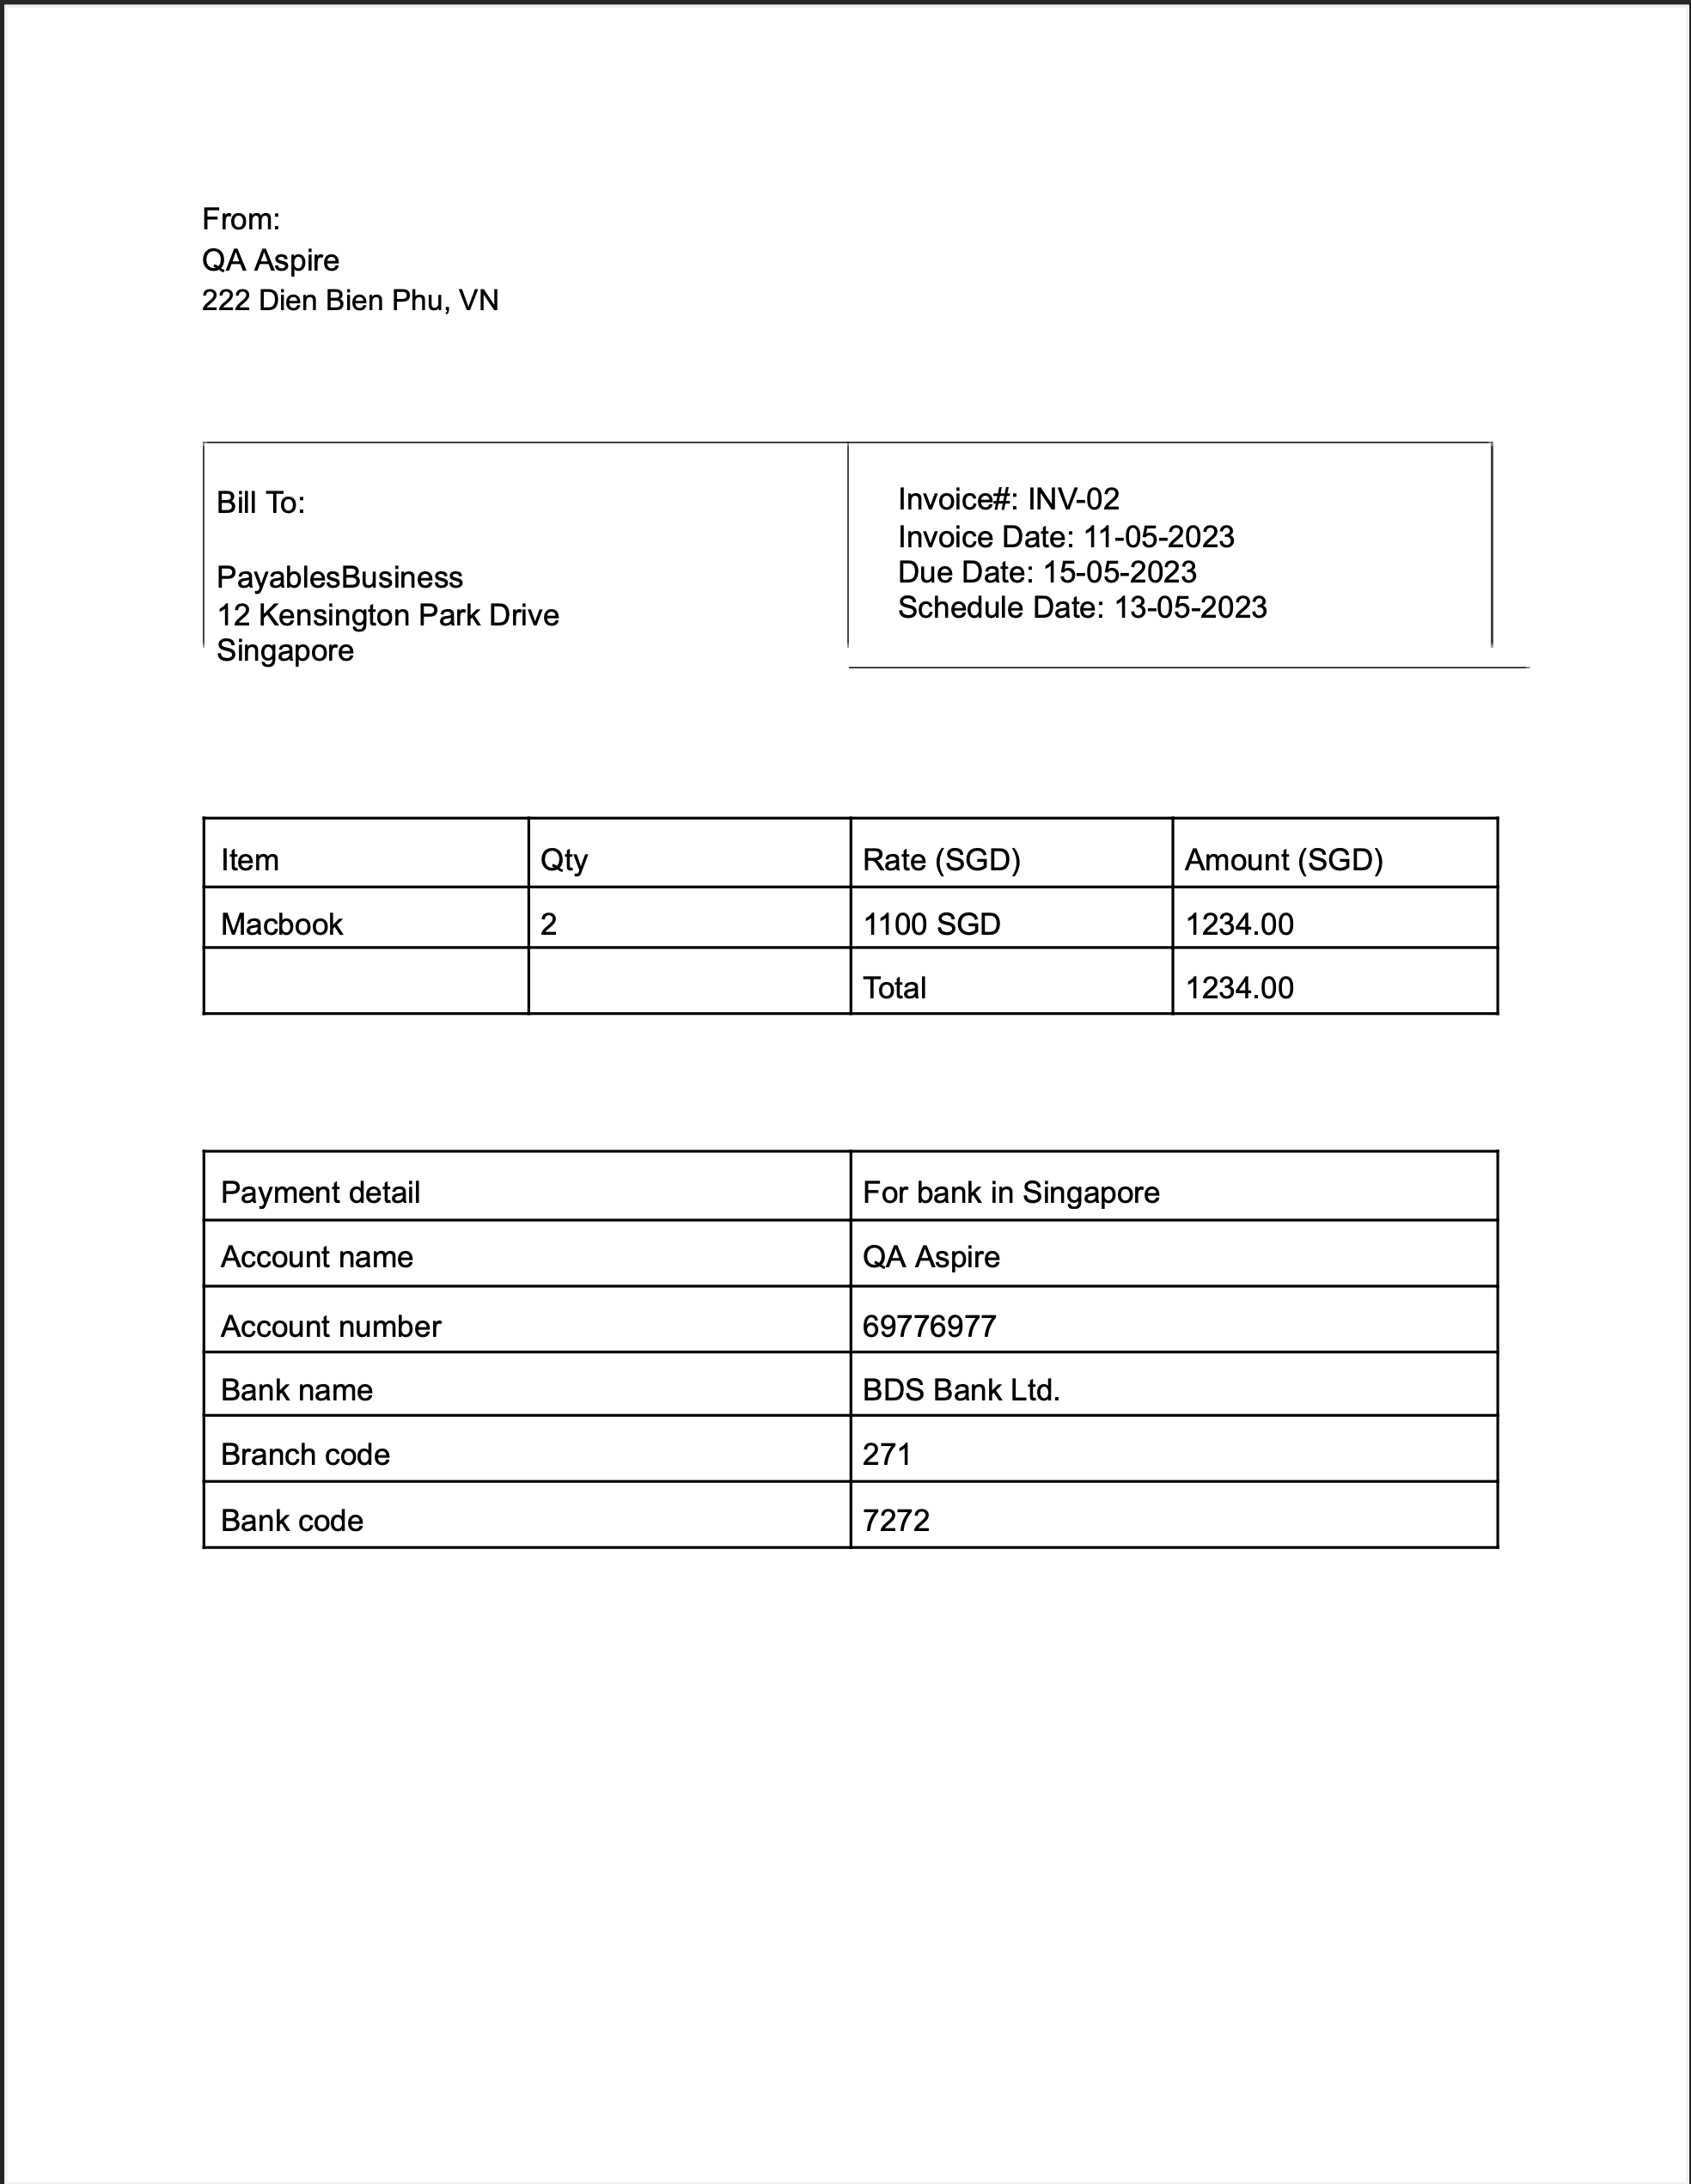 From:
QA Aspire
222 Dien Bien Phu, VN
Bill To:
PayablesBusiness
12 Kensington Park Drive
Singapore
Invoice#: INV-02
Invoice Date: 11-05-2023
Due Date: 15-05-2023
Schedule Date: 13-05-2023
Item Qty Rate (SGD) Amount (SGD)
Macbook 2 1100 SGD 1234.00
Total 1234.00
Payment detail For bank in Singapore
Account name QA Aspire
Account number 69776977
Bank name BDS Bank Ltd.
Branch code 271
Bank code 7272